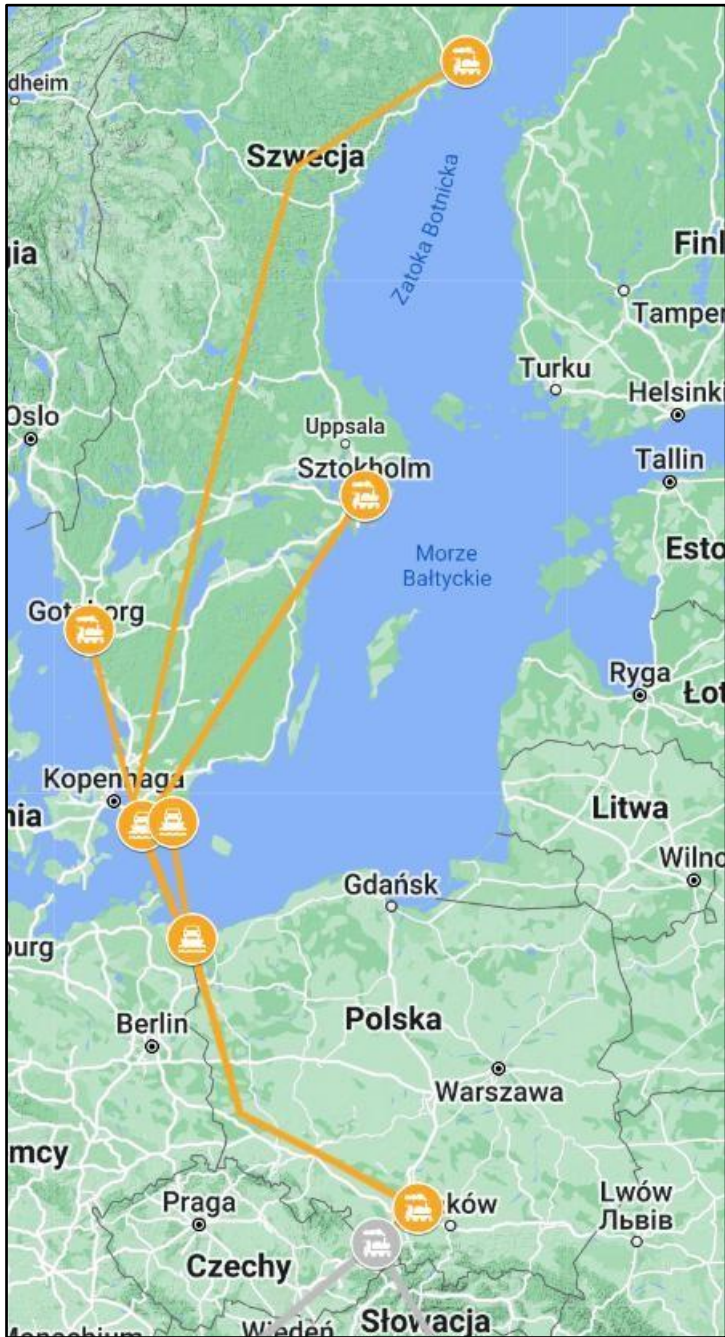 dheim
Szwecja
Zatoka Botnicka
gia
Finl
Tamper
Turku
Helsinki
Oslo
Uppsala
Sztokholm
Tallin
Morze
Bałtyckie
Esto
Goteborg
Ryga
Łot
Kopenhaga
nia
Litwa
Wilno
Gdańsk
burg
Polska
Berlin
Warszawa
mcy
Praga
ków
Lwów
Львів
Czechy
Wiedeń
Słowacja